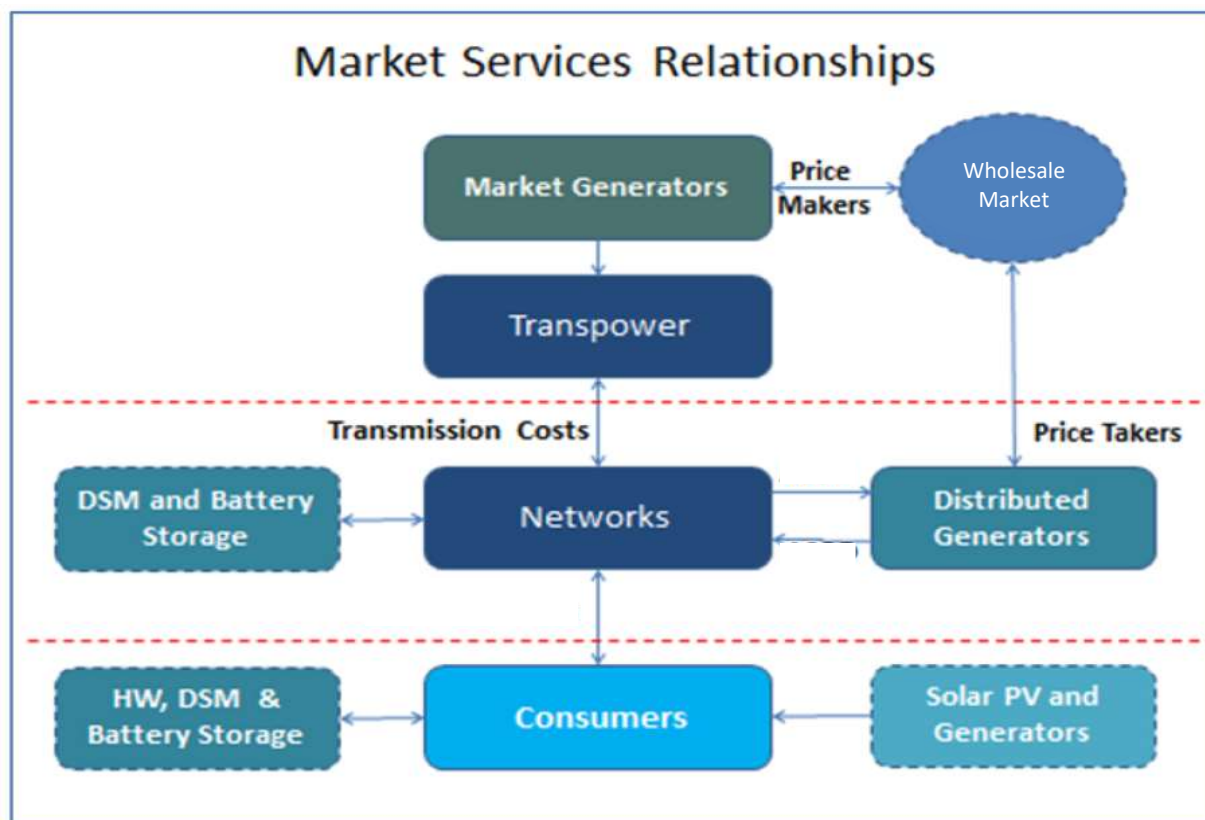 Market Services Relationships
Market Generators
Price
Makers
Wholesale
Market
Transpower
Transmission Costs
Price Takers
DSM and Battery
Storage
Networks
Distributed
Generators
HW, DSM &
Battery Storage
Consumers
Solar PV and
Generators